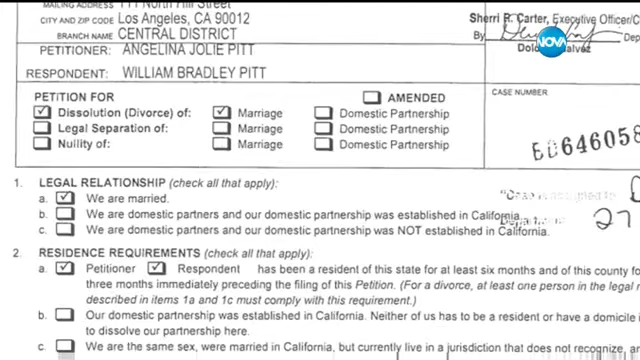 MAILING ADDRESS 111 North Hill Street
CITY AND ZIP CODE Los Angeles, CA 90012
BRANCH NAME CENTRAL DISTRICT
Sherri R. Carter, Executive Officer/C
By
Dep
NOVA
PETITIONER: ANGELINA JOLIE PITT
RESPONDENT: WILLIAM BRADLEY PITT
PETITION FOR
AMENDED
CASE NUMBER
Dissolution (Divorce) of: Marriage Domestic Partnership
Legal Separation of: Marriage Domestic Partnership
Nullity of: Marriage Domestic Partnership
BD646058
1. LEGAL RELATIONSHIP (check all that apply):
a. We are married.
b. We are domestic partners and our domestic partnership was established in California.
c. We are domestic partners and our domestic partnership was NOT established in California.
27
2. RESIDENCE REQUIREMENTS (check all that apply):
a. Petitioner Respondent has been a resident of this state for at least six months and of this county fo
three months immediately preceding the filing of this Petition. (For a divorce, at least one person in the legal r
described in items 1a and 1c must comply with this requirement.)
b. Our domestic partnership was established in California. Neither of us has to be a resident or have a domicile i
to dissolve our partnership here.
c. We are the same sex, were married in California, but currently live in a jurisdiction that does not recognize, an